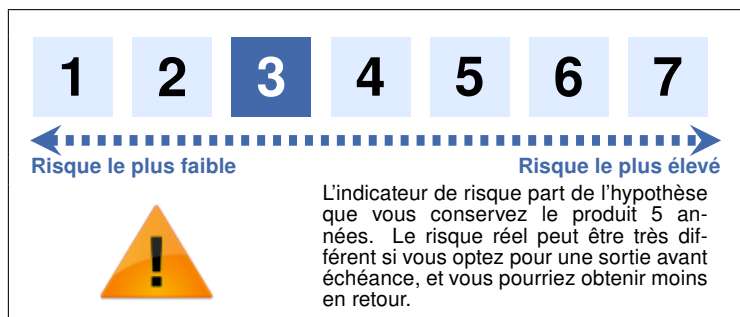 1 2 3 4 5 6 7
Risque le plus faible Risque le plus élevé
L'indicateur de risque part de l'hypothèse
que vous conservez le produit 5 an-
nées. Le risque réel peut être très dif-
férent si vous optez pour une sortie avant
échéance, et vous pourriez obtenir moins
en retour.